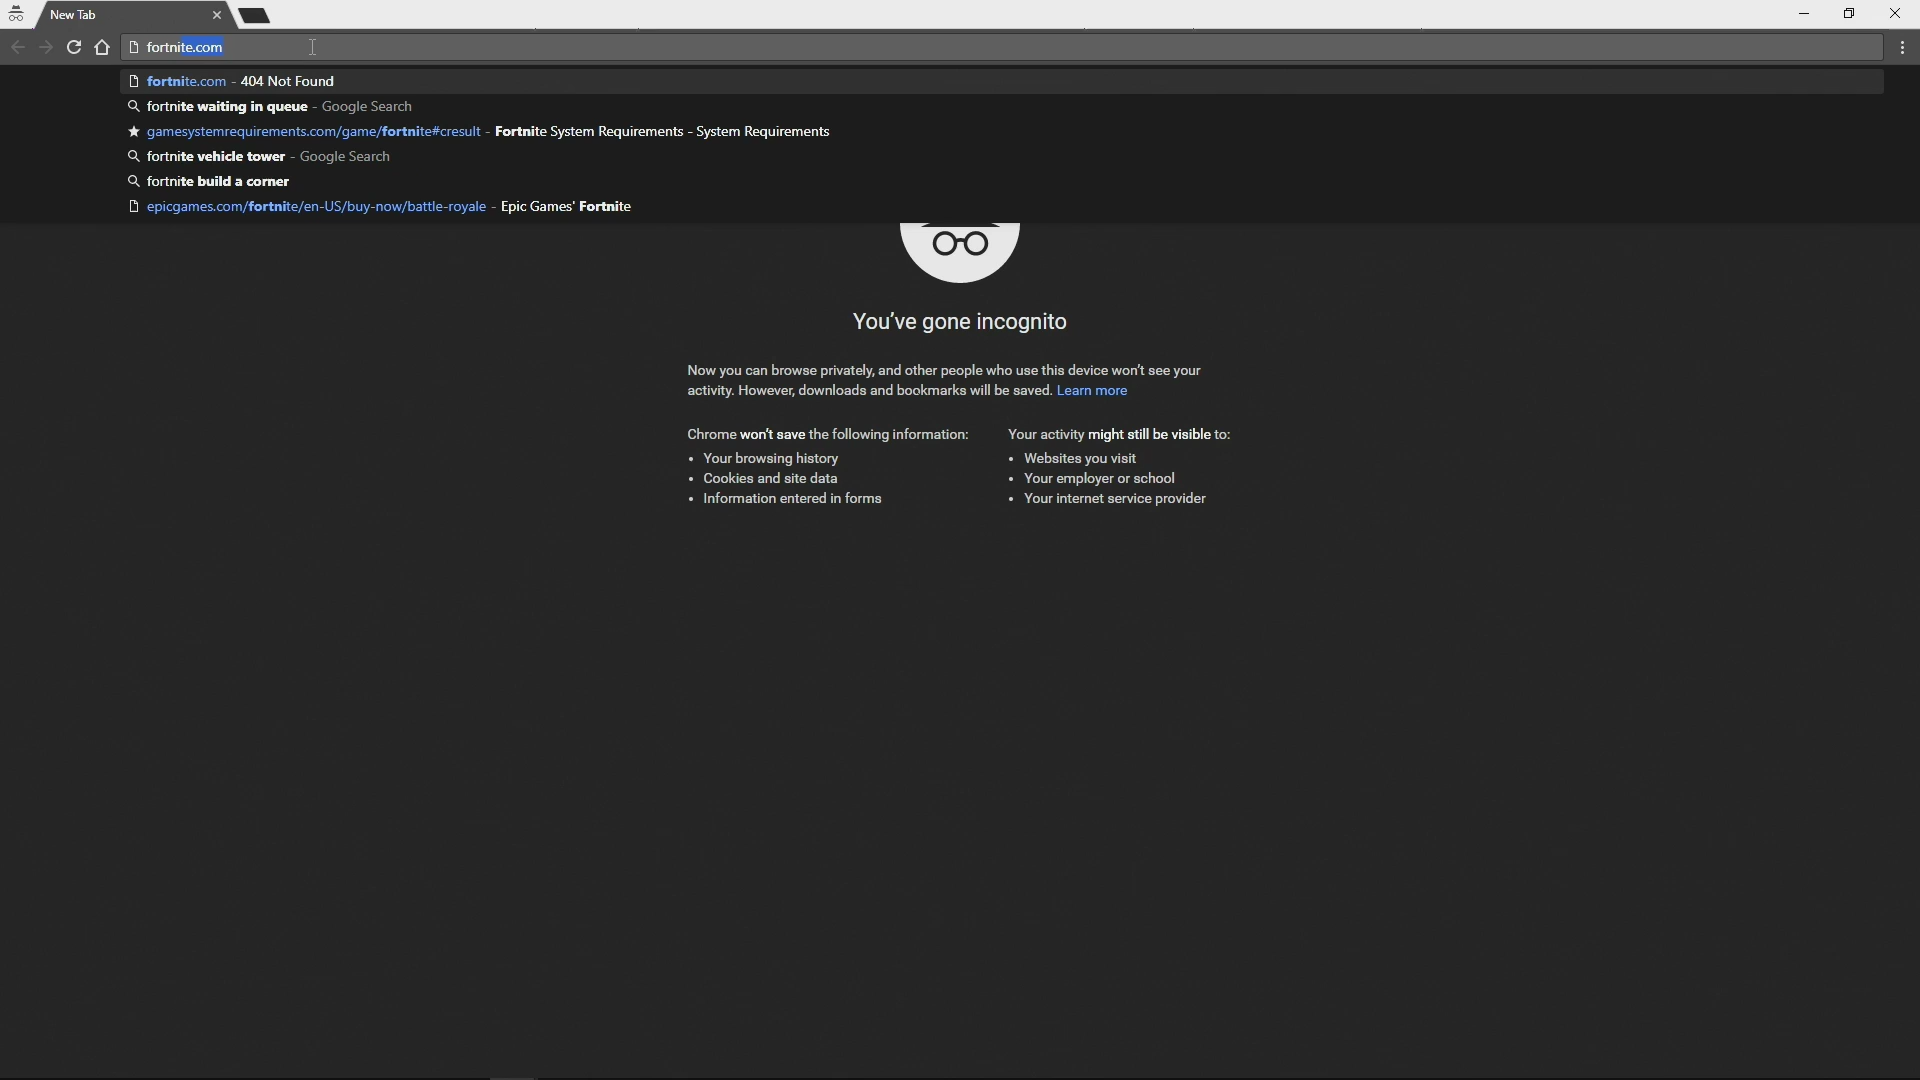 New Tab
fortnite.com
fortnite.com - 404 Not Found
fortnite waiting in queue - Google Search
gamesystemrequirements.com/game/fortnite#cresult - Fortnite System Requirements - System Requirements
fortnite vehicle tower - Google Search
fortnite build a corner
epicgames.com/fortnite/en-US/buy-now/battle-royale - Epic Games' Fortnite
You've gone incognito
Now you can browse privately, and other people who use this device won't see your
activity. However, downloads and bookmarks will be saved. Learn more
Chrome won't save the following information:
• Your browsing history
• Cookies and site data
• Information entered in forms
Your activity might still be visible to:
• Websites you visit
• Your employer or school
• Your internet service provider